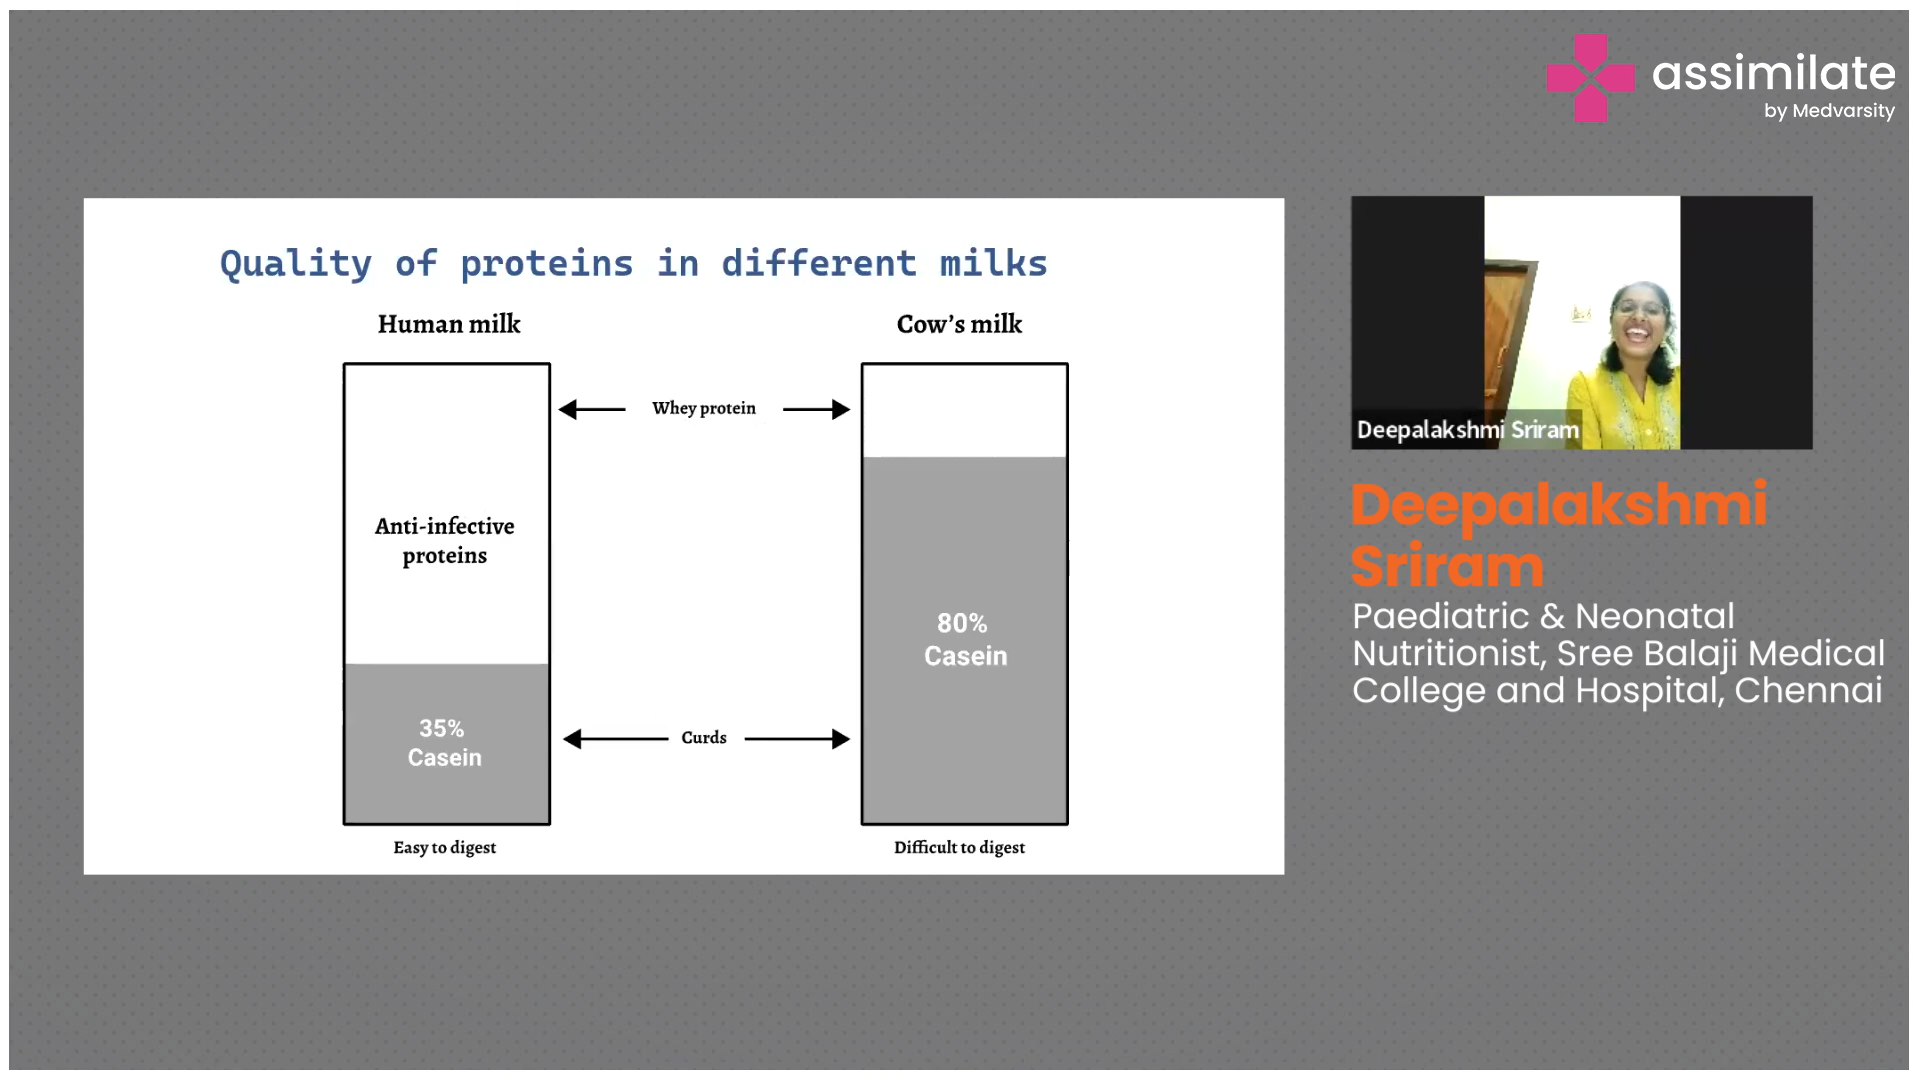 assimilate
by Medvarsity
Quality of proteins in different milks
Human milk
Cow's milk
Whey protein
Anti-infective
proteins
80%
Casein
35%
Casein
Curds
Easy to digest
Difficult to digest
Deepalakshmi Sriram
Deepalakshmi
Sriram
Paediatric & Neonatal
Nutritionist, Sree Balaji Medical
College and Hospital, Chennai